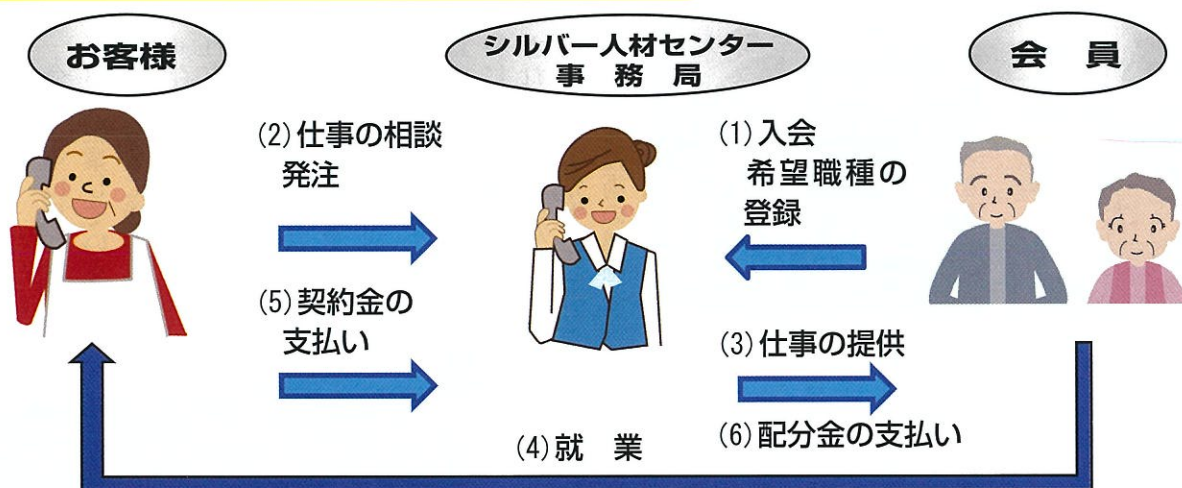 お客様
シルバー人材センター
事務局
会員
(2)仕事の相談
発注
(1)入会
希望職種の
登録
(5)契約金の
支払い
(3)仕事の提供
(4)就業
(6)配分金の支払い